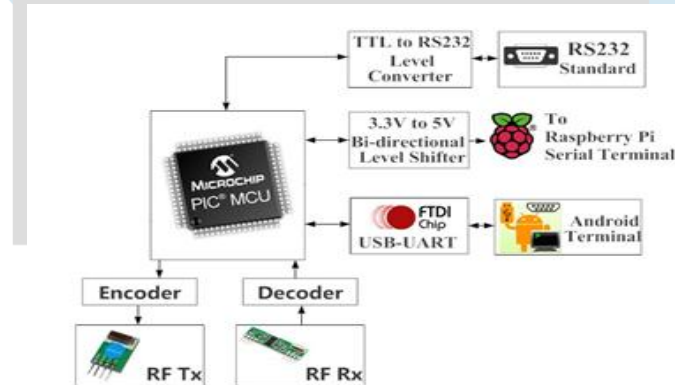 TTL to RS232
Level
Converter
RS232
Standard
3.3V to 5V
Bi-directional
Level Shifter
To
Raspberry Pi
Serial Terminal
MICROCHIP
PIC® MCU
FTDI
Chip
USB-UART
Android
Terminal
Encoder
Decoder
RF Tx
RF Rx